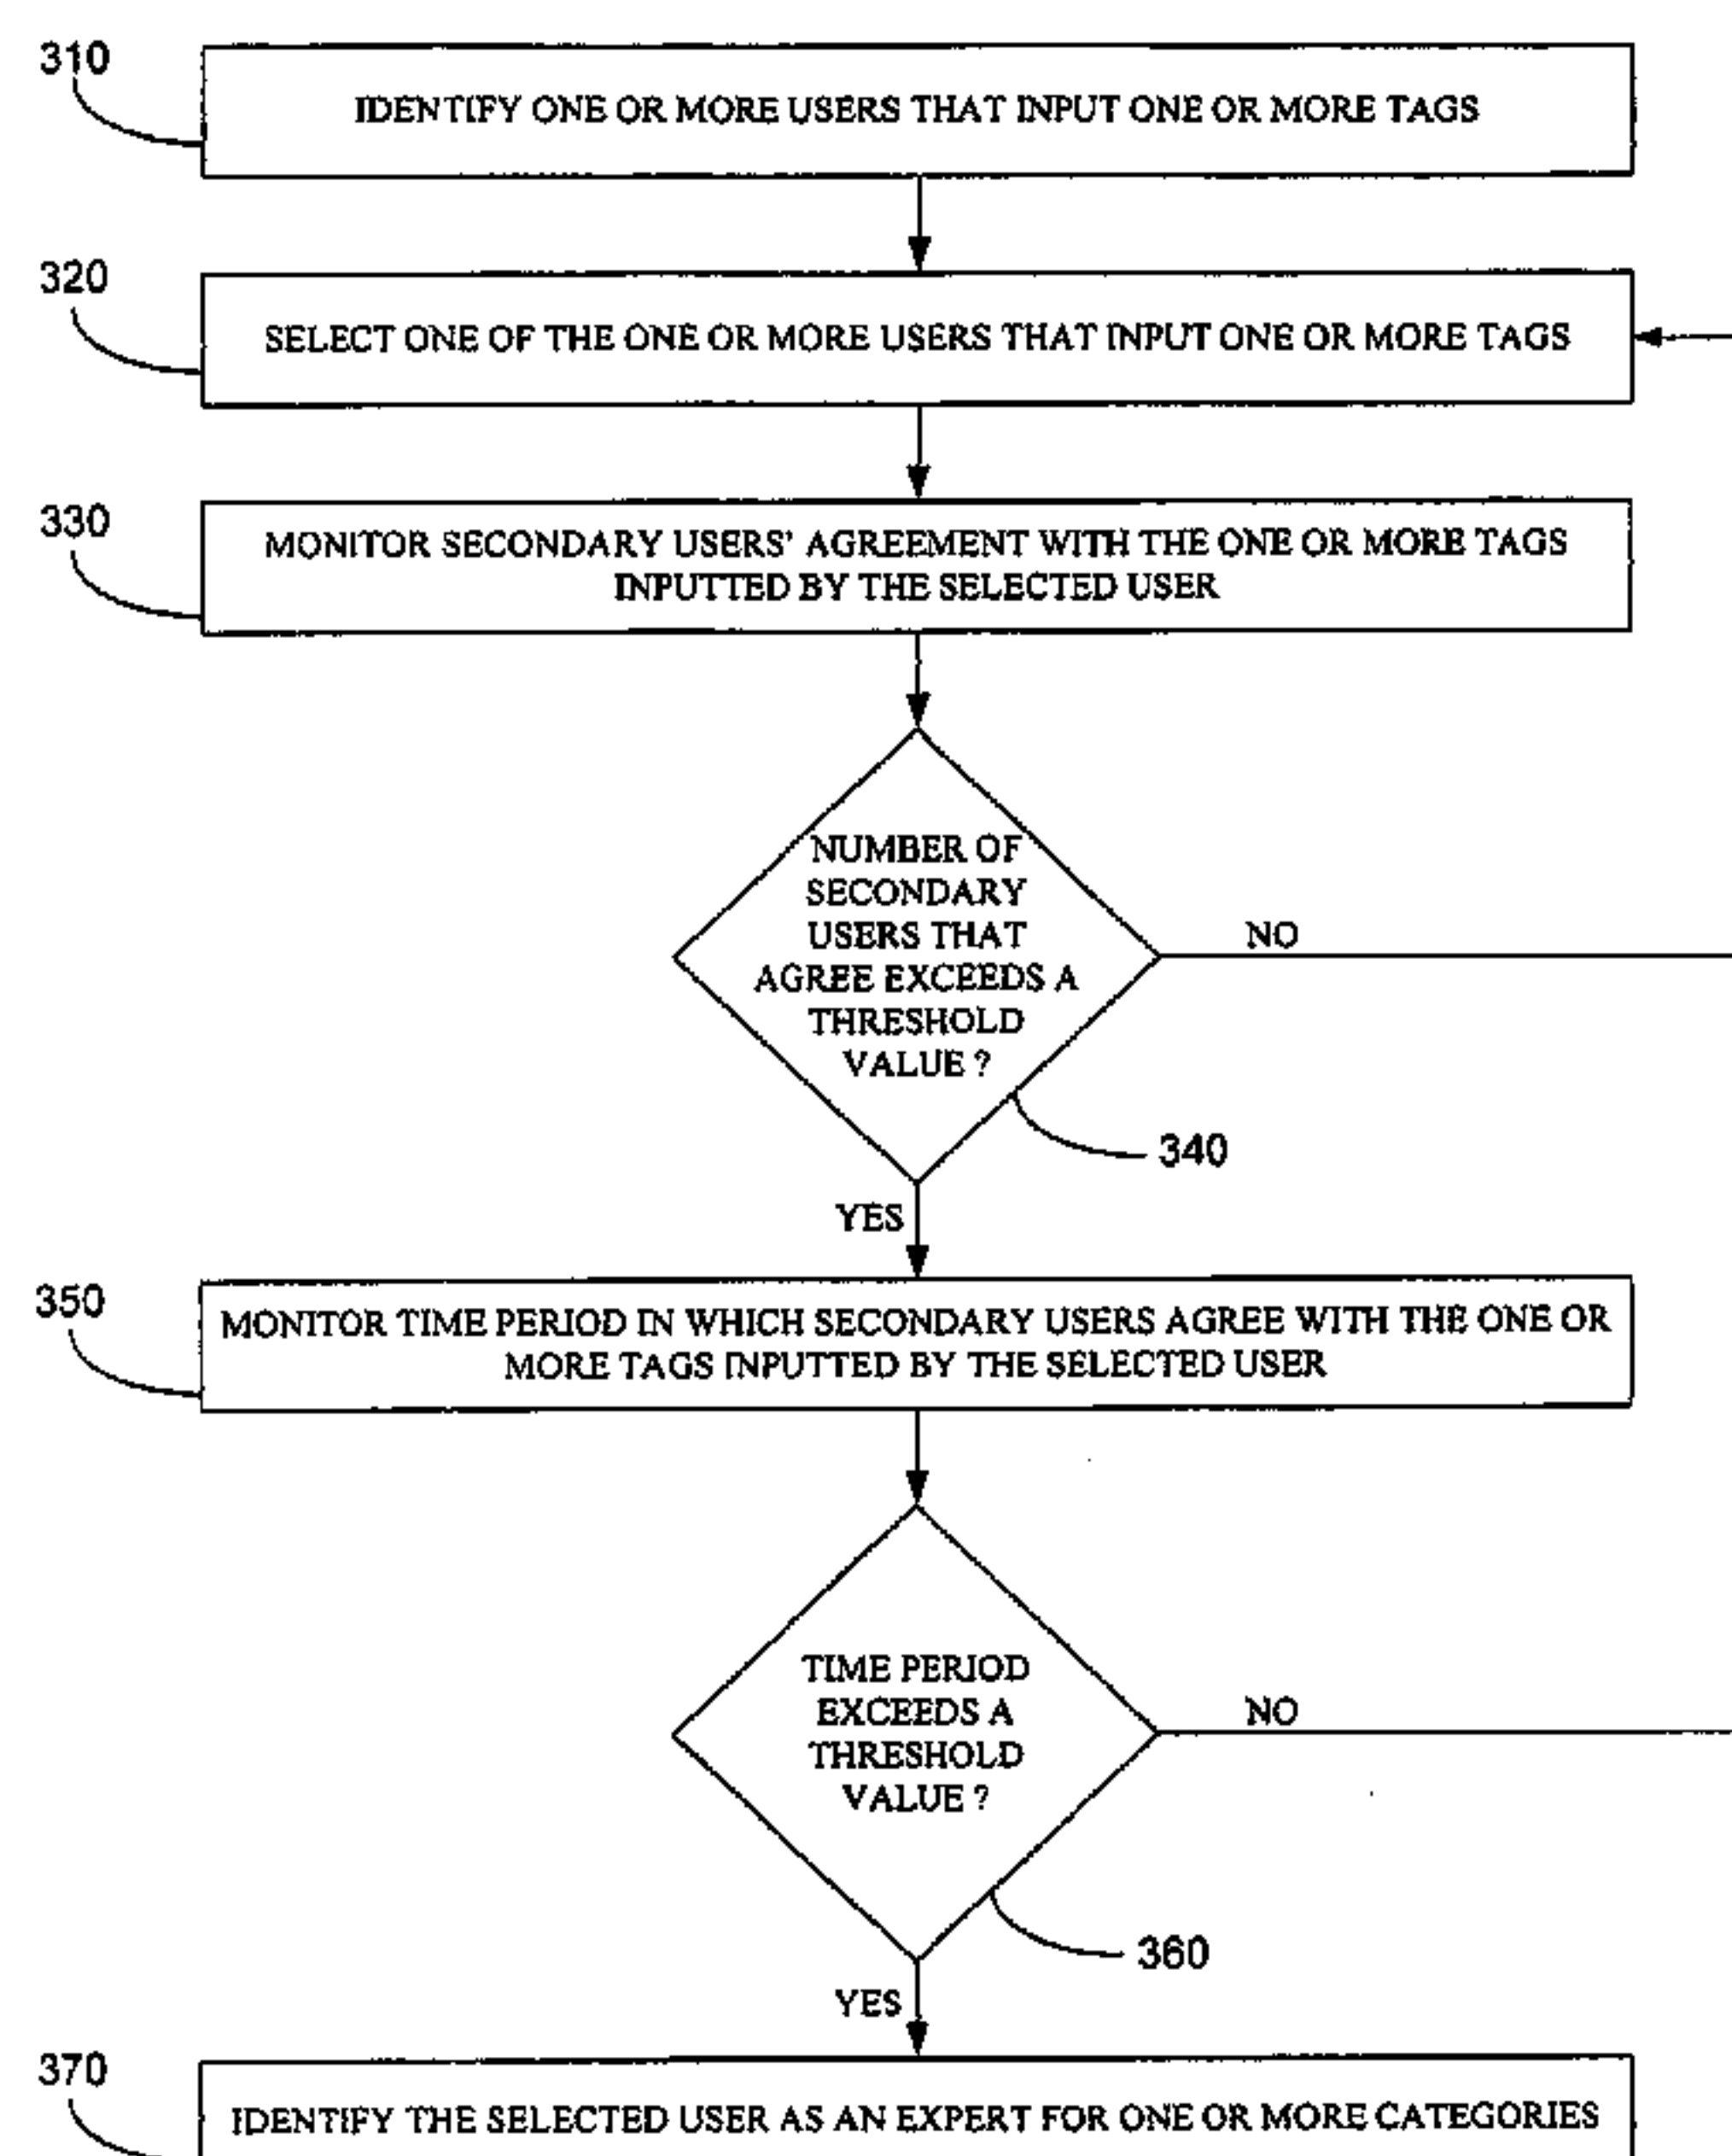 310
IDENTIFY ONE OR MORE USERS THAT INPUT ONE OR MORE TAGS
320
SELECT ONE OF THE ONE OR MORE USERS THAT INPUT ONE OR MORE TAGS
330
MONITOR SECONDARY USERS' AGREEMENT WITH THE ONE OR MORE TAGS
INPUTTED BY THE SELECTED USER
NUMBER OF
SECONDARY
USERS THAT
AGREE EXCEEDS A
THRESHOLD
VALUE ?
NO
340
YES
350
MONITOR TIME PERIOD IN WHICH SECONDARY USERS AGREE WITH THE ONE OR
MORE TAGS INPUTTED BY THE SELECTED USER
TIME PERIOD
EXCEEDS A
THRESHOLD
VALUE ?
NO
360
YES
370
IDENTIFY THE SELECTED USER AS AN EXPERT FOR ONE OR MORE CATEGORIES